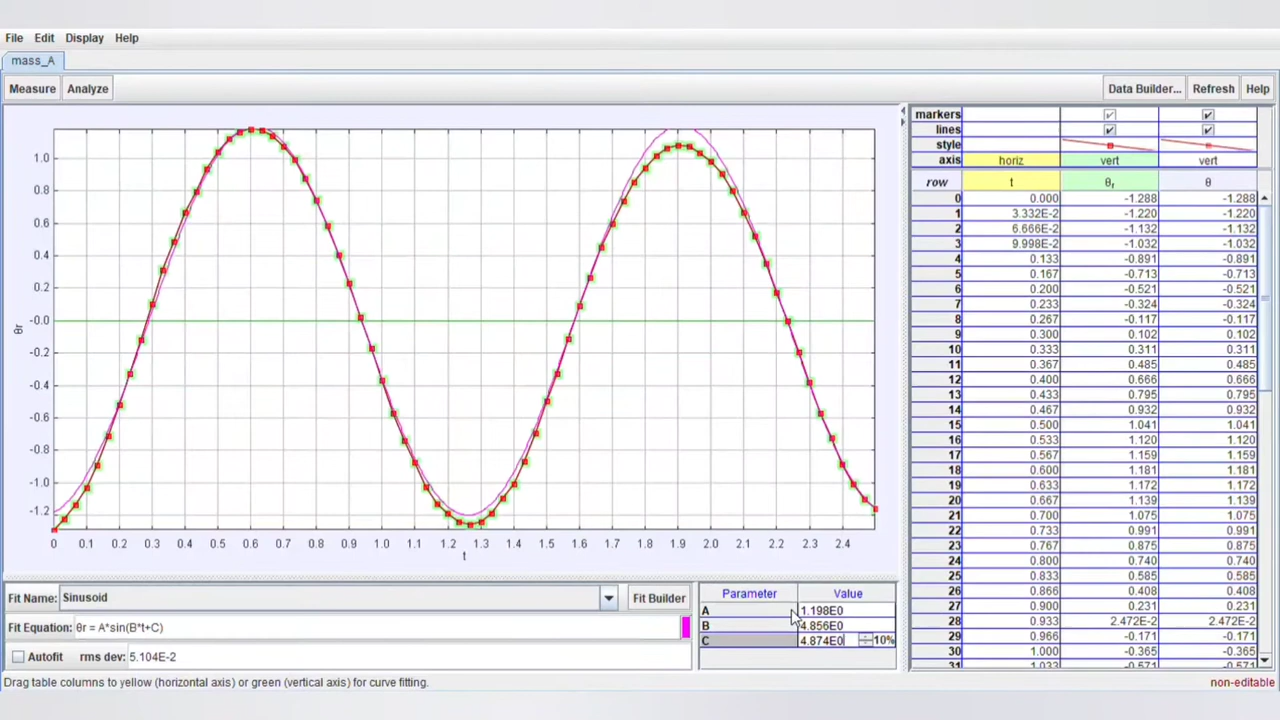 File Edit Display Help
mass_A
Measure Analyze Data Builder... Refresh Help
markers
lines
style
axis horiz vert vert
row t θr θ
0 0.000 -1.288 -1.288
1 3.332E-2 -1.220 -1.220
2 6.666E-2 -1.132 -1.132
3 9.998E-2 -1.032 -1.032
4 0.133 -0.891 -0.891
5 0.167 -0.713 -0.713
6 0.200 -0.521 -0.521
7 0.233 -0.324 -0.324
8 0.267 -0.117 -0.117
9 0.300 0.102 0.102
10 0.333 0.311 0.311
11 0.367 0.485 0.485
12 0.400 0.666 0.666
13 0.433 0.795 0.795
14 0.467 0.932 0.932
15 0.500 1.041 1.041
16 0.533 1.120 1.120
17 0.567 1.159 1.159
18 0.600 1.181 1.181
19 0.633 1.172 1.172
20 0.667 1.139 1.139
21 0.700 1.075 1.075
22 0.733 0.991 0.991
23 0.767 0.875 0.875
24 0.800 0.740 0.740
25 0.833 0.585 0.585
26 0.866 0.408 0.408
27 0.900 0.231 0.231
28 0.933 2.472E-2 2.472E-2
29 0.966 -0.171 -0.171
30 1.000 -0.365 -0.365
31 1.033 -0.571 -0.571
1.0
0.8
0.6
0.4
0.2
-0.0
-0.2
-0.4
-0.6
-0.8
-1.0
-1.2
θr
0 0.1 0.2 0.3 0.4 0.5 0.6 0.7 0.8 0.9 1.0 1.1 1.2 1.3 1.4 1.5 1.6 1.7 1.8 1.9 2.0 2.1 2.2 2.3 2.4
t
Fit Name: Sinusoid Fit Builder
Fit Equation: θr = A*sin(B*t+C)
Autofit rms dev: 5.104E-2
Parameter Value
A 1.198E0
B 4.856E0
C 4.874E0 10%
Drag table columns to yellow (horizontal axis) or green (vertical axis) for curve fitting. non-editable